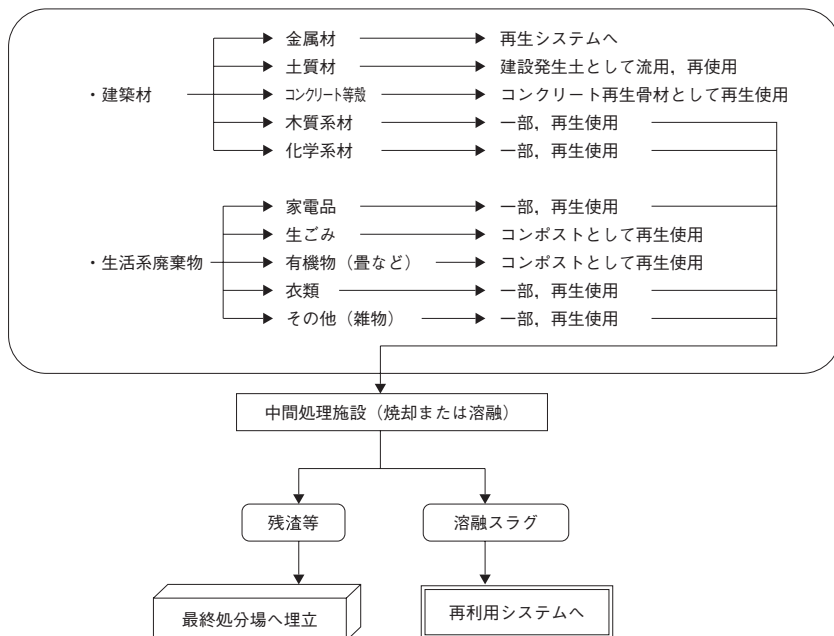 金属材 再生システムへ
土質材 建設発生土として流用，再使用
・建築材 コンクリート等殻 コンクリート再生骨材として再生使用
木質系材 一部，再生使用
化学系材 一部，再生使用
家電品 一部，再生使用
生ごみ コンポストとして再生使用
・生活系廃棄物 有機物（畳など） コンポストとして再生使用
衣類 一部，再生使用
その他（雑物） 一部，再生使用
中間処理施設（焼却または溶融）
残渣等 溶融スラグ
最終処分場へ埋立 再利用システムへ